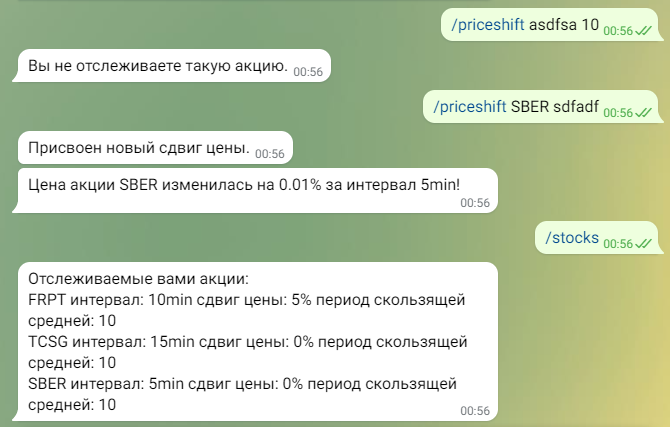 /priceshift asdfsa 10 00:56
Вы не отслеживаете такую акцию. 00:56
/priceshift SBER sdfadf 00:56
Присвоен новый сдвиг цены. 00:56
Цена акции SBER изменилась на 0.01% за интервал 5min!
00:56
/stocks 00:56
Отслеживаемые вами акции:
FRPT интервал: 10min сдвиг цены: 5% период скользящей
средней: 10
TCSG интервал: 15min сдвиг цены: 0% период скользящей
средней: 10
SBER интервал: 5min сдвиг цены: 0% период скользящей
средней: 10 00:56